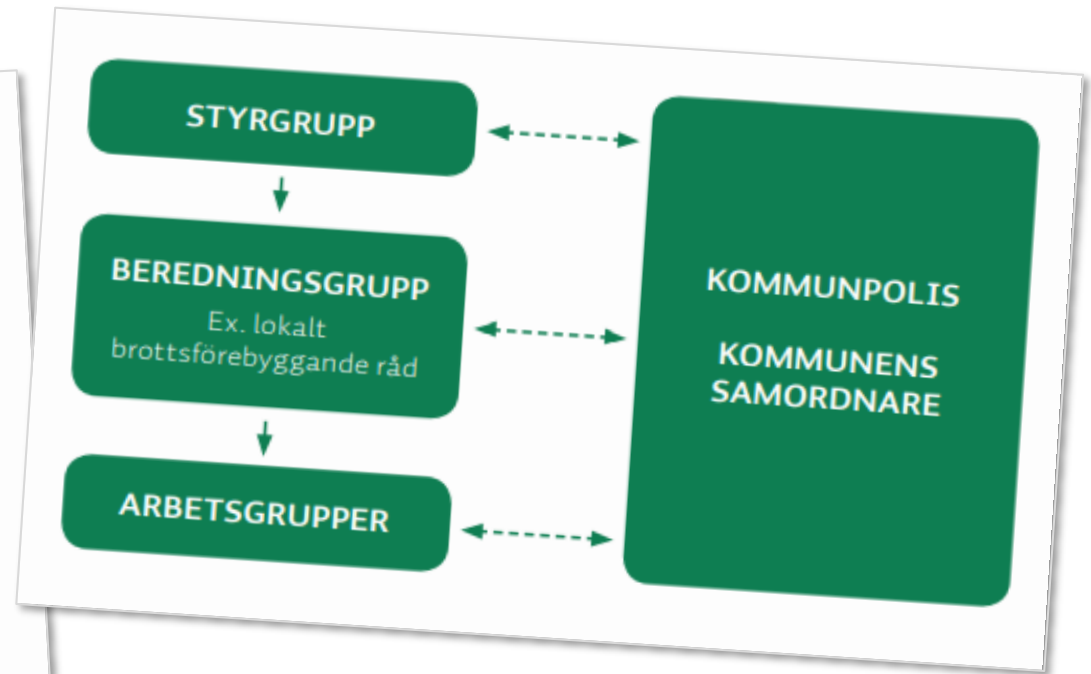 STYRGRUPP
BEREDNINGSGRUPP
Ex. lokalt
brottsförebyggande råd
ARBETSGRUPPER
KOMMUNPOLIS
KOMMUNENS
SAMORDNARE